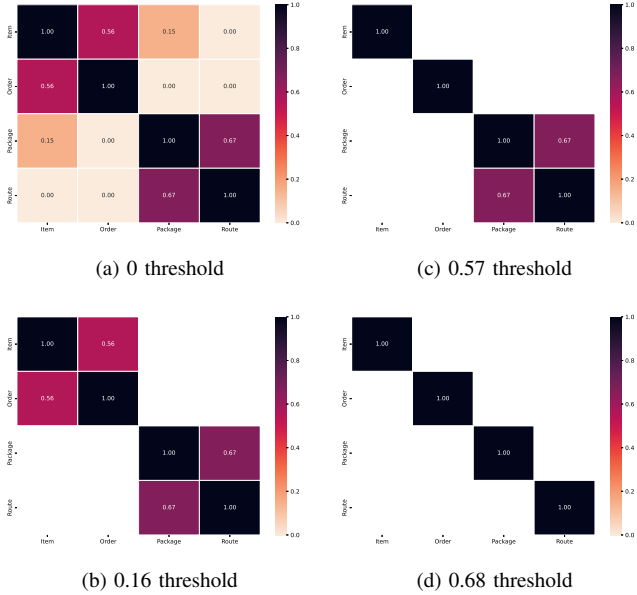 Item 1.00 0.56 0.15 0.00
Order 0.56 1.00 0.00 0.00
Package 0.15 0.00 1.00 0.67
Route 0.00 0.00 0.67 1.00
Item Order Package Route
1.0
0.8
0.6
0.4
0.2
0.0
(a) 0 threshold
Item 1.00
Order 1.00
Package 1.00 0.67
Route 0.67 1.00
Item Order Package Route
1.0
0.8
0.6
0.4
0.2
0.0
(c) 0.57 threshold
Item 1.00 0.56
Order 0.56 1.00
Package 1.00 0.67
Route 0.67 1.00
Item Order Package Route
1.0
0.8
0.6
0.4
0.2
0.0
(b) 0.16 threshold
Item 1.00
Order 1.00
Package 1.00
Route 1.00
Item Order Package Route
1.0
0.8
0.6
0.4
0.2
0.0
(d) 0.68 threshold